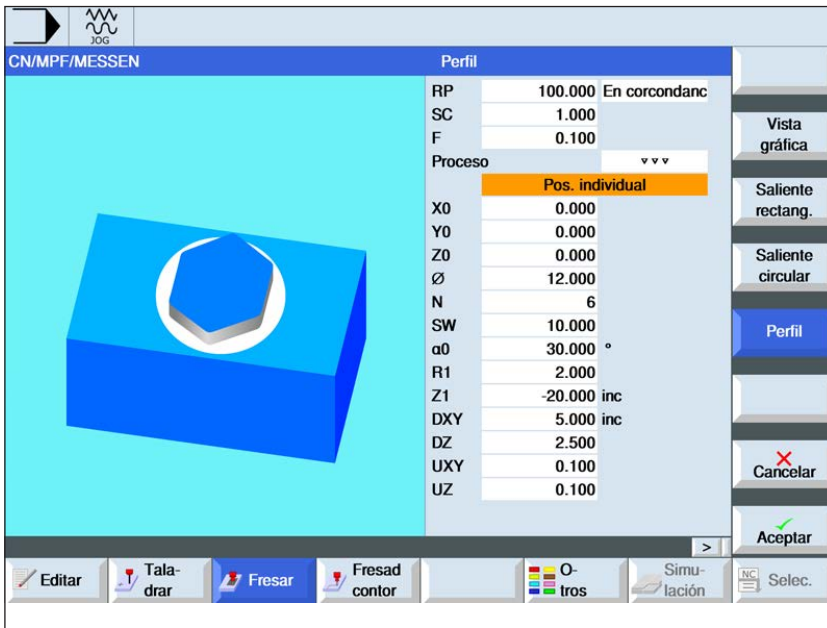 JOG
CN/MPF/MESSEN
Perfil
RP 100.000 En corcondanc
SC 1.000
F 0.100
Proceso ▿▿▿
Pos. individual
X0 0.000
Y0 0.000
Z0 0.000
Ø 12.000
N 6
SW 10.000
α0 30.000 °
R1 2.000
Z1 -20.000 inc
DXY 5.000 inc
DZ 2.500
UXY 0.100
UZ 0.100
Vista
gráfica
Saliente
rectang.
Saliente
circular
Perfil
Cancelar
Aceptar
>
Editar
Tala-
drar
Fresar
Fresad
contor
O-
tros
Simu-
lación
NC
Selec.